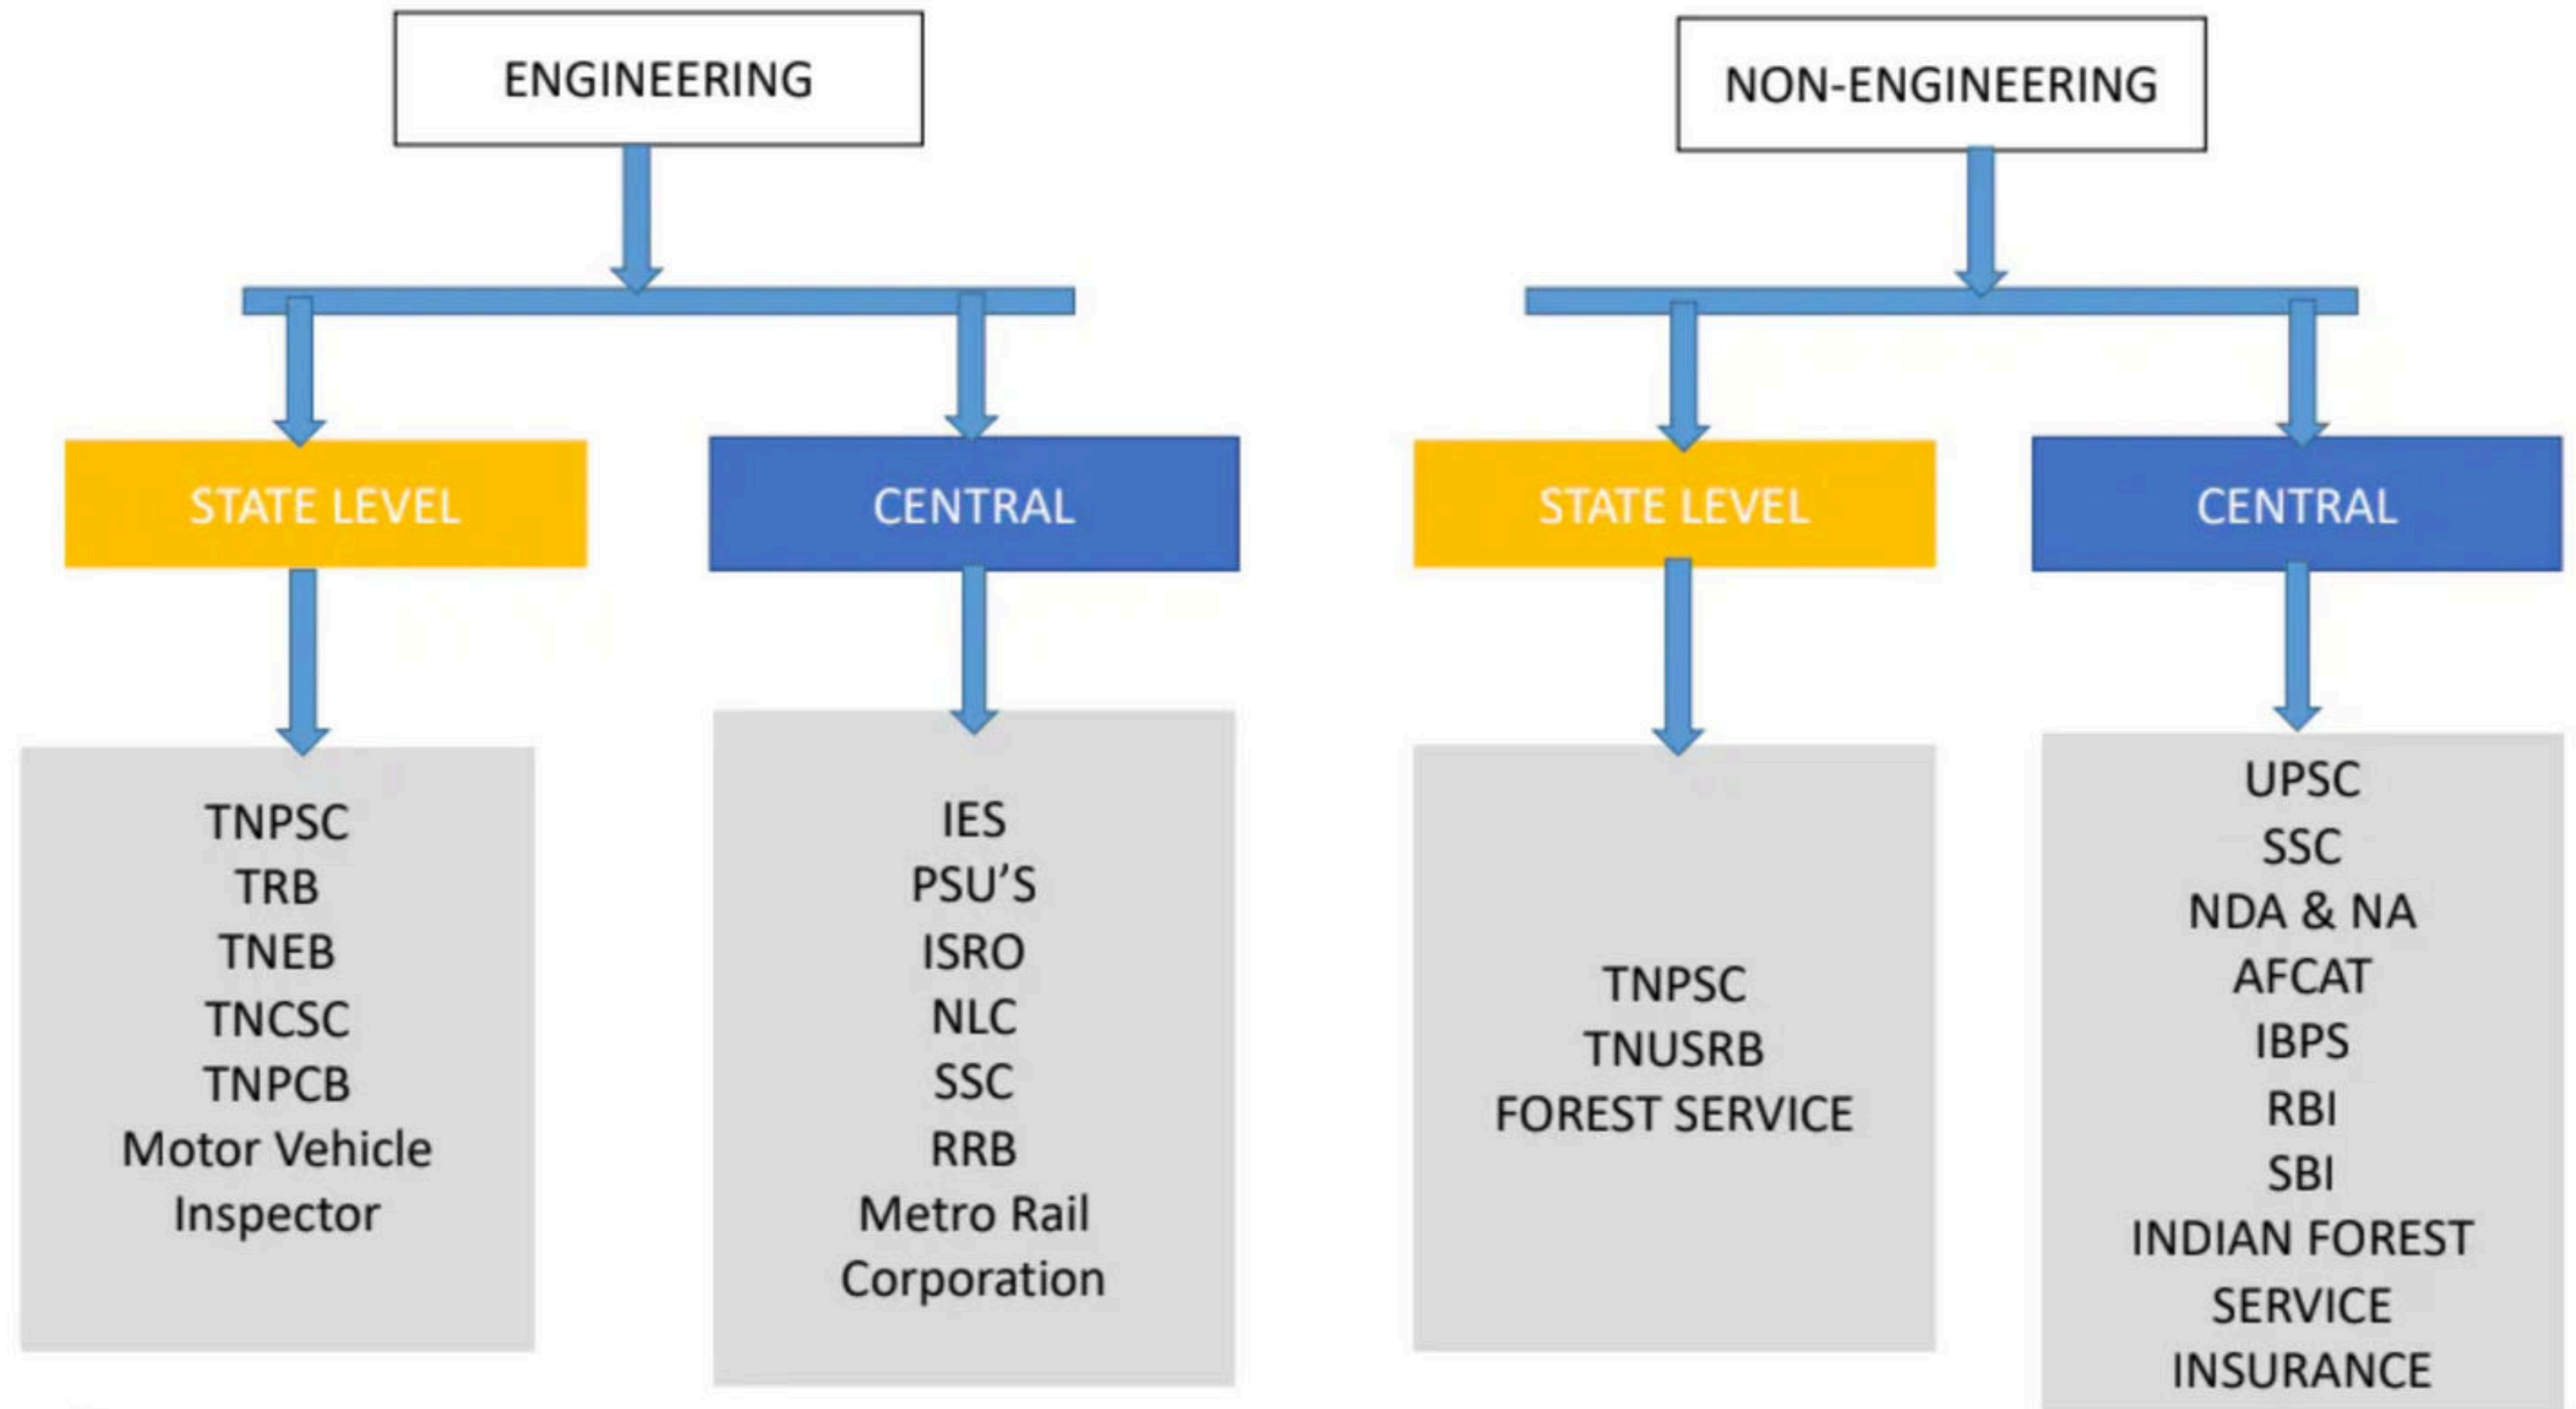 ENGINEERING
STATE LEVEL
TNPSC
TRB
TNEB
TNCSC
TNPCB
Motor Vehicle
Inspector
CENTRAL
IES
PSU’S
ISRO
NLC
SSC
RRB
Metro Rail
Corporation
NON-ENGINEERING
STATE LEVEL
TNPSC
TNUSRB
FOREST SERVICE
CENTRAL
UPSC
SSC
NDA & NA
AFCAT
IBPS
RBI
SBI
INDIAN FOREST
SERVICE
INSURANCE